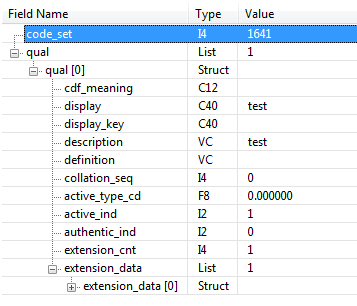 Field Name Type Value
code_set I4 1641
qual List 1
qual [0] Struct
cdf_meaning C12
display C40 test
display_key C40
description VC test
definition VC
collation_seq I4 0
active_type_cd F8 0.000000
active_ind I2 1
authentic_ind I2 0
extension_cnt I4 1
extension_data List 1
extension_data [0] Struct